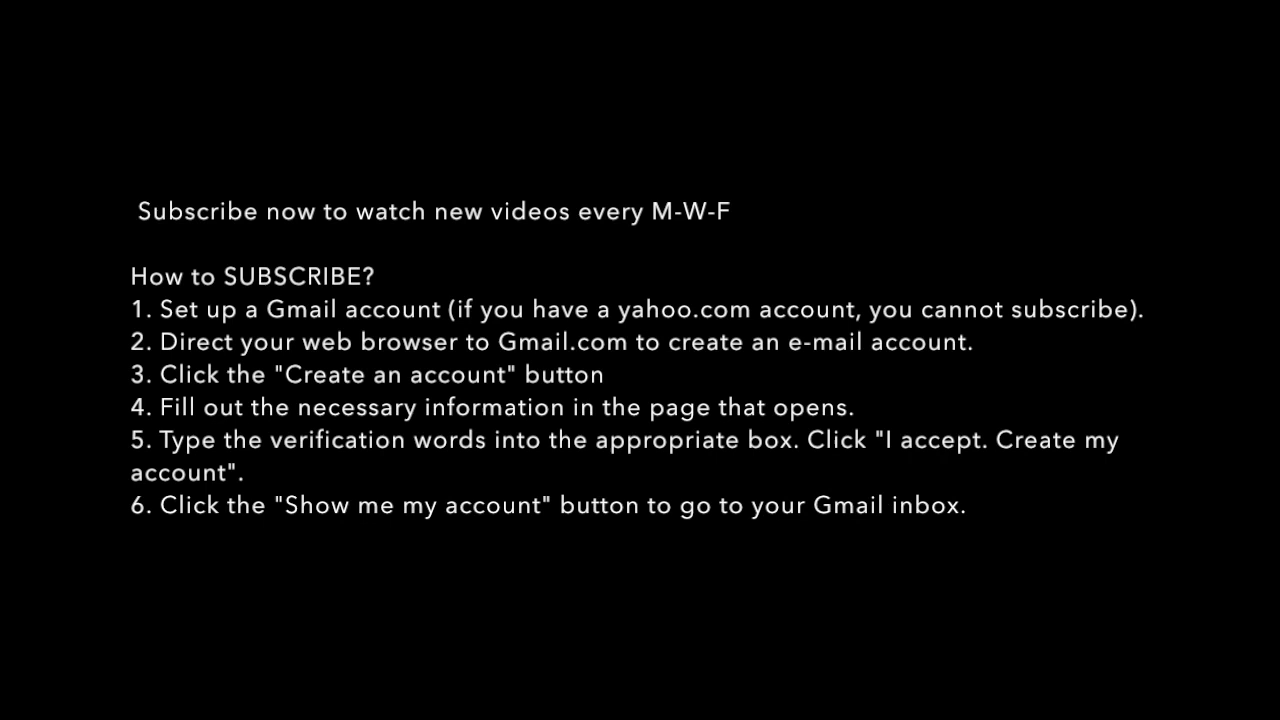 Subscribe now to watch new videos every M-W-F
How to SUBSCRIBE?
1. Set up a Gmail account (if you have a yahoo.com account, you cannot subscribe).
2. Direct your web browser to Gmail.com to create an e-mail account.
3. Click the "Create an account" button
4. Fill out the necessary information in the page that opens.
5. Type the verification words into the appropriate box. Click "I accept. Create my
account".
6. Click the "Show me my account" button to go to your Gmail inbox.